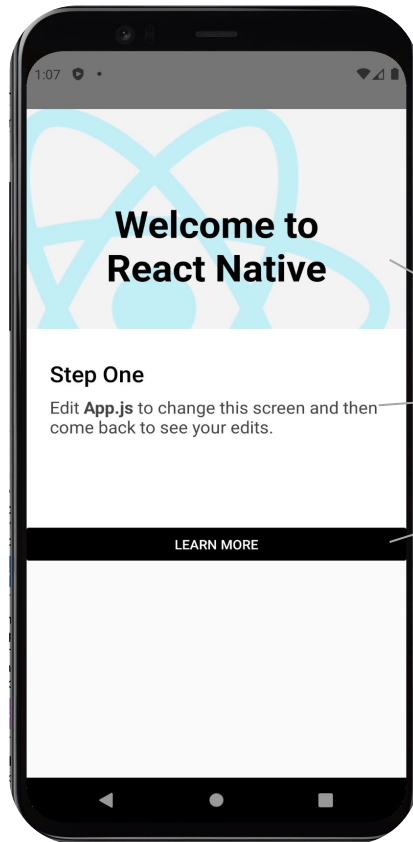 1:07
Welcome to
React Native
Step One
Edit App.js to change this screen and then
come back to see your edits.
LEARN MORE